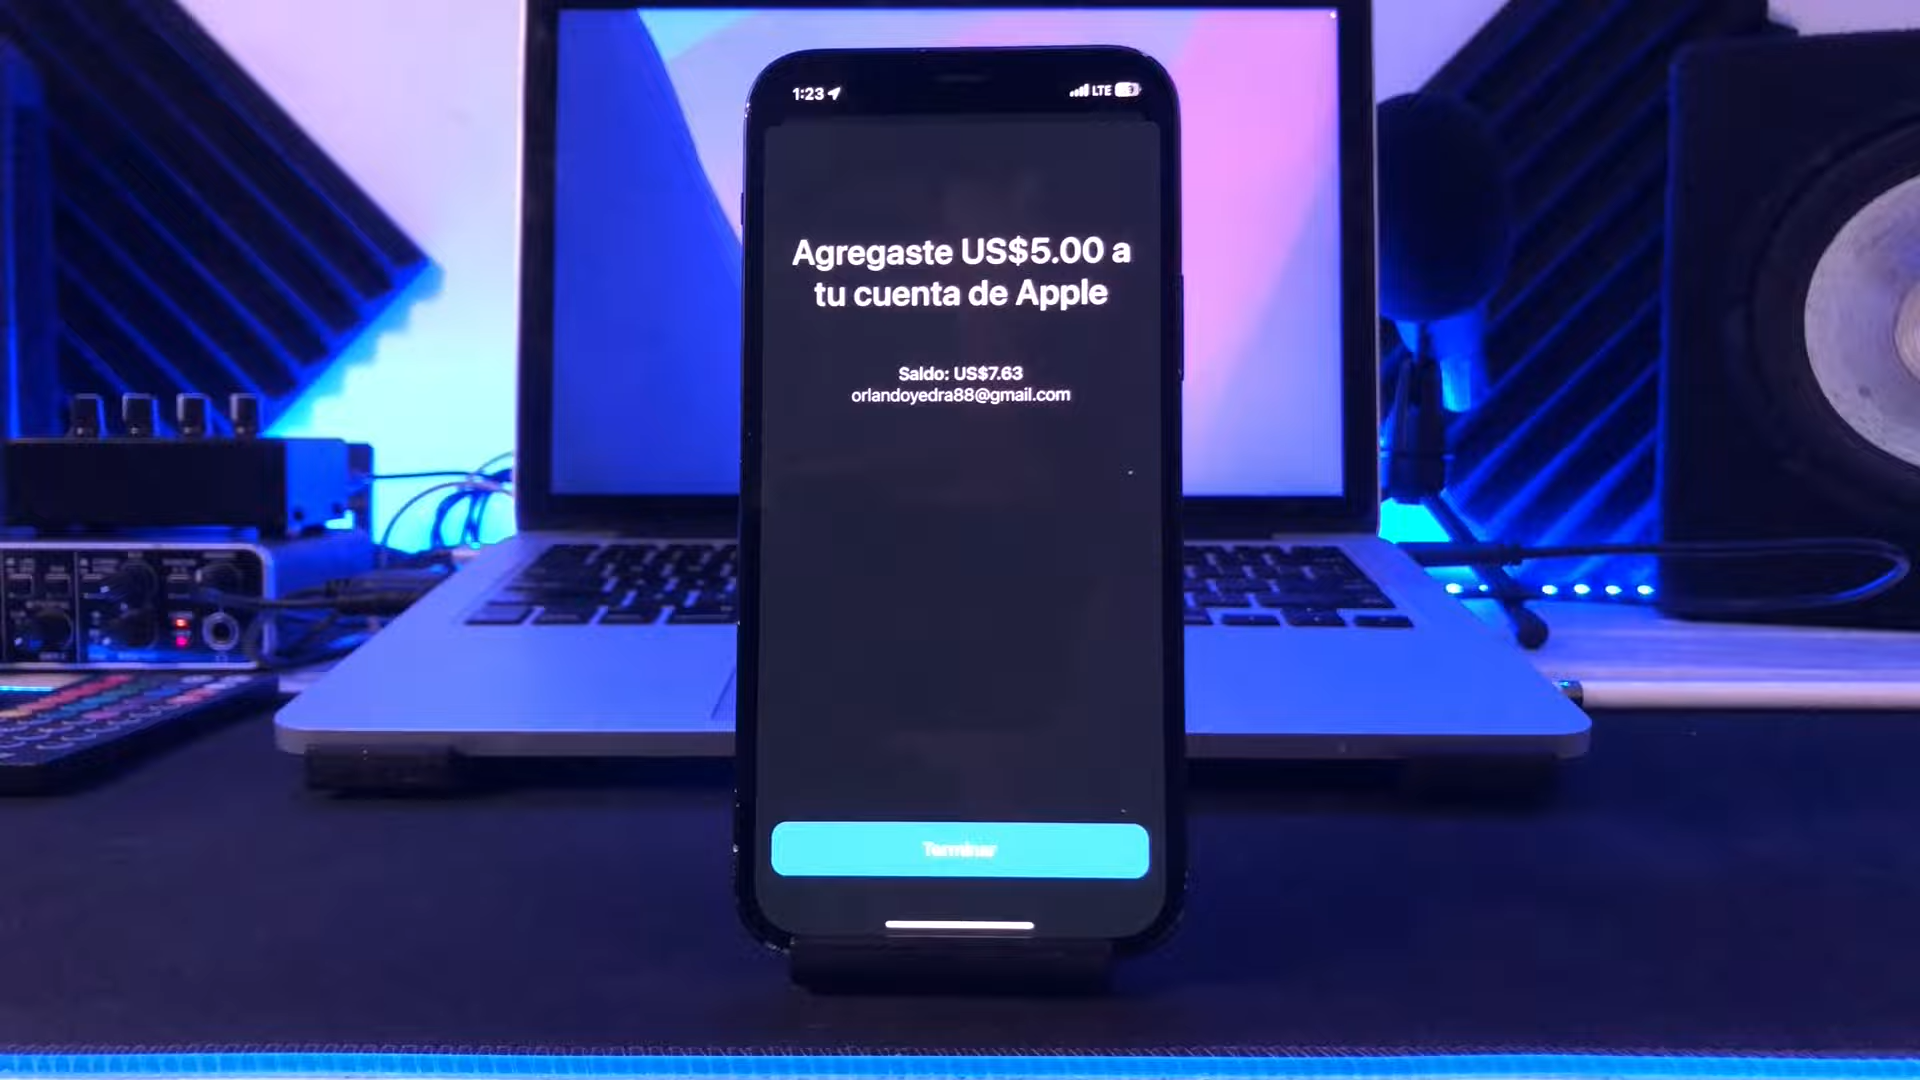 1:23
LTE
Agregaste US$5.00 a
tu cuenta de Apple
Saldo: US$7.63
orlandoyedra88@gmail.com
Terminar